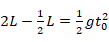 2L − ½L = ½gt₀²